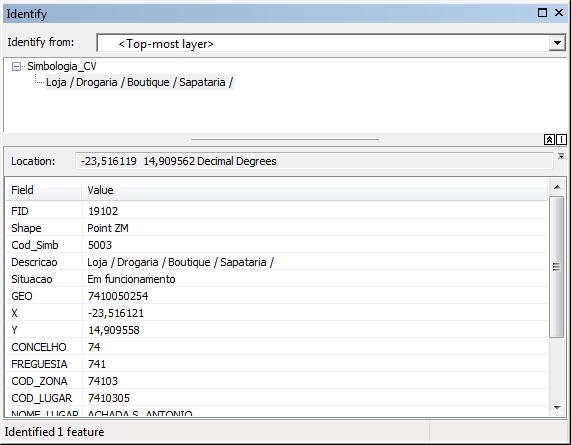 Identify
Identify from: <Top-most layer>
Simbologia_CV
Loja / Drogaria / Boutique / Sapataria /
Location: -23,516119 14,909562 Decimal Degrees
Field Value
FID 19102
Shape Point ZM
Cod_Simb 5003
Descricao Loja / Drogaria / Boutique / Sapataria /
Situacao Em funcionamento
GEO 7410050254
X -23,516121
Y 14,909558
CONCELHO 74
FREGUESIA 741
COD_ZONA 74103
COD_LUGAR 7410305
NOME_LUGAR ACHADA S. ANTONIO
Identified 1 feature